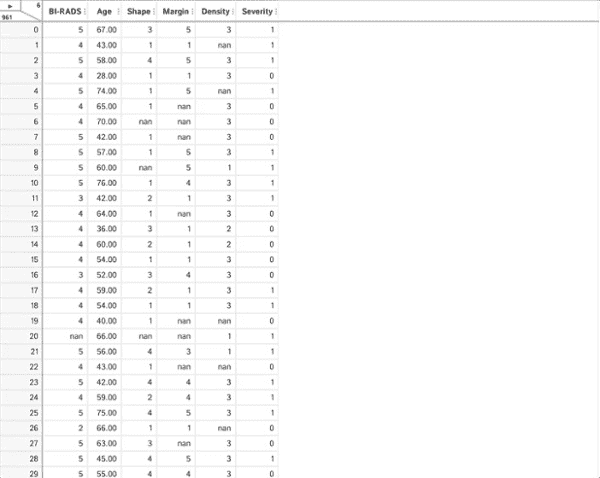 6
961
BI-RADS Age Shape Margin Density Severity
0 5 67.00 3 5 3 1
1 4 43.00 1 1 nan 1
2 5 58.00 4 5 3 1
3 4 28.00 1 1 3 0
4 5 74.00 1 5 nan 1
5 4 65.00 1 nan 3 0
6 4 70.00 nan nan 3 0
7 5 42.00 1 nan 3 0
8 5 57.00 1 5 3 1
9 5 60.00 nan 5 1 1
10 5 76.00 1 4 3 1
11 3 42.00 2 1 3 1
12 4 64.00 1 nan 3 0
13 4 36.00 3 1 2 0
14 4 60.00 2 1 2 0
15 4 54.00 1 1 3 0
16 3 52.00 3 4 3 0
17 4 59.00 2 1 3 1
18 4 54.00 1 1 3 1
19 4 40.00 1 nan nan 0
20 nan 66.00 nan nan 1 1
21 5 56.00 4 3 1 1
22 4 43.00 1 nan nan 0
23 5 42.00 4 4 3 1
24 4 59.00 2 4 3 1
25 5 75.00 4 5 3 1
26 2 66.00 1 1 nan 0
27 5 63.00 3 nan 3 0
28 5 45.00 4 5 3 1
29 5 55.00 4 4 3 0